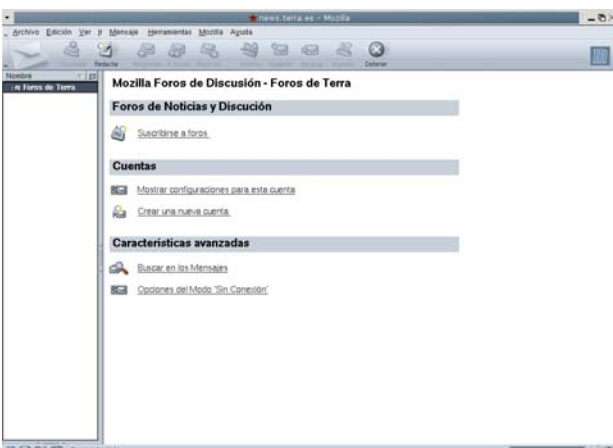 news.terra.es - Mozilla
Archivo Edición Ver Ir Mensaje Herramientas Mozilla Ayuda
Redactar Detener
Nombre
Foros de Terra
Mozilla Foros de Discusión - Foros de Terra
Foros de Noticias y Discución
Suscribirse a foros.
Cuentas
Mostrar configuraciones para esta cuenta
Crear una nueva cuenta.
Características avanzadas
Buscar en los Mensajes
Opciones del Modo 'Sin Conexión'